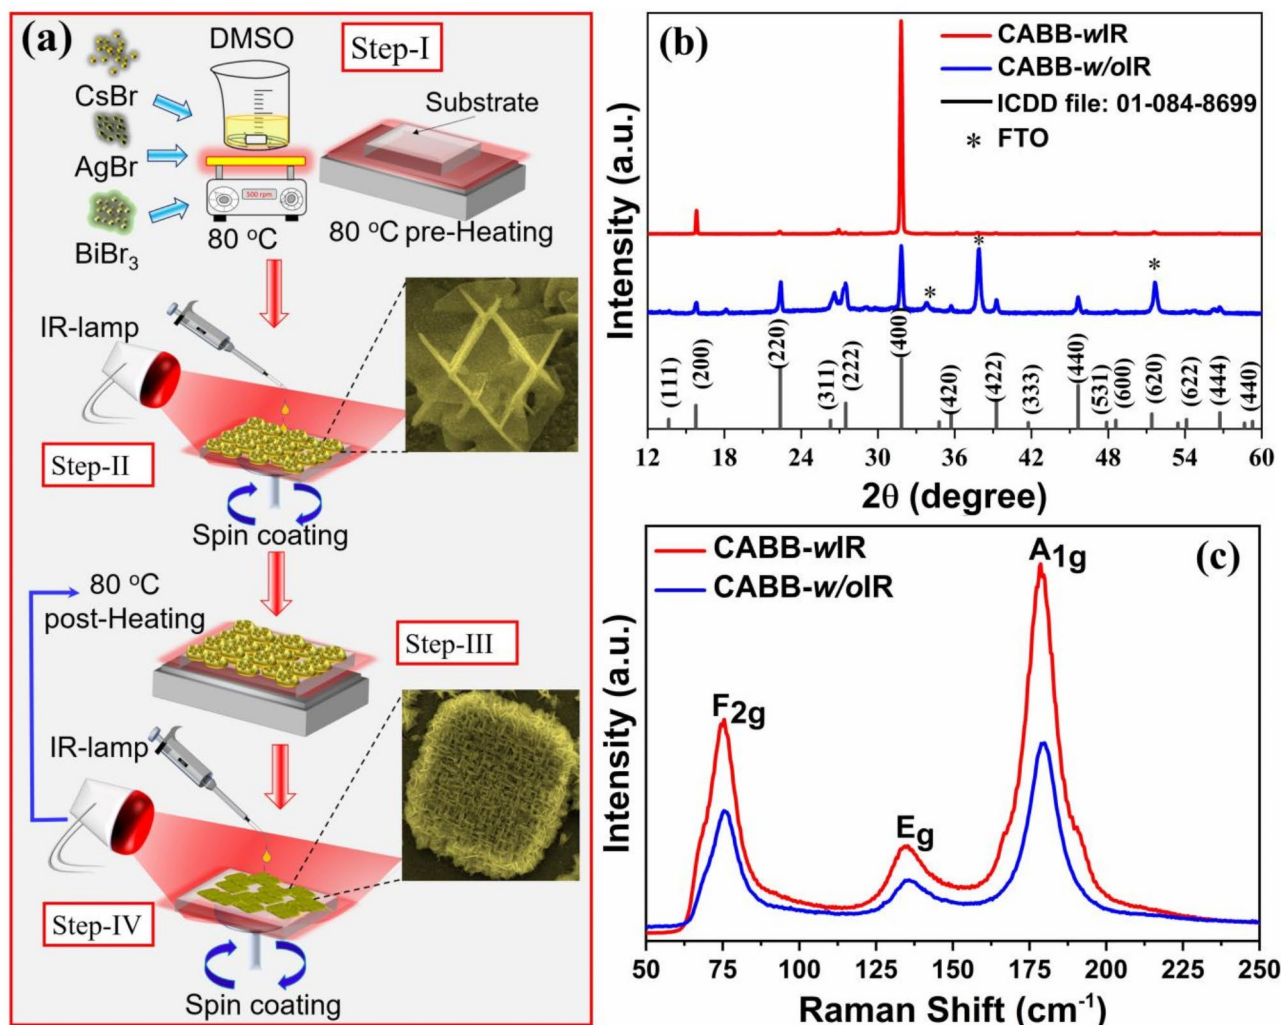 (a)
DMSO
Step-I
CsBr
AgBr
BiBr3
500 rpm
80 oC
Substrate
80 oC pre-Heating
IR-lamp
Step-II
Spin coating
80 oC
post-Heating
Step-III
IR-lamp
Step-IV
Spin coating
(b)
CABB-wIR
CABB-w/oIR
ICDD file: 01-084-8699
* FTO
Intensity (a.u.)
*
*
*
(111)
(200)
(220)
(311)
(222)
(400)
(420)
(422)
(333)
(440)
(531)
(600)
(620)
(622)
(444)
(440)
12 18 24 30 36 42 48 54 60
2θ (degree)
(c)
CABB-wIR
CABB-w/oIR
A1g
F2g
Eg
Intensity (a.u.)
50 75 100 125 150 175 200 225 250
Raman Shift (cm-1)